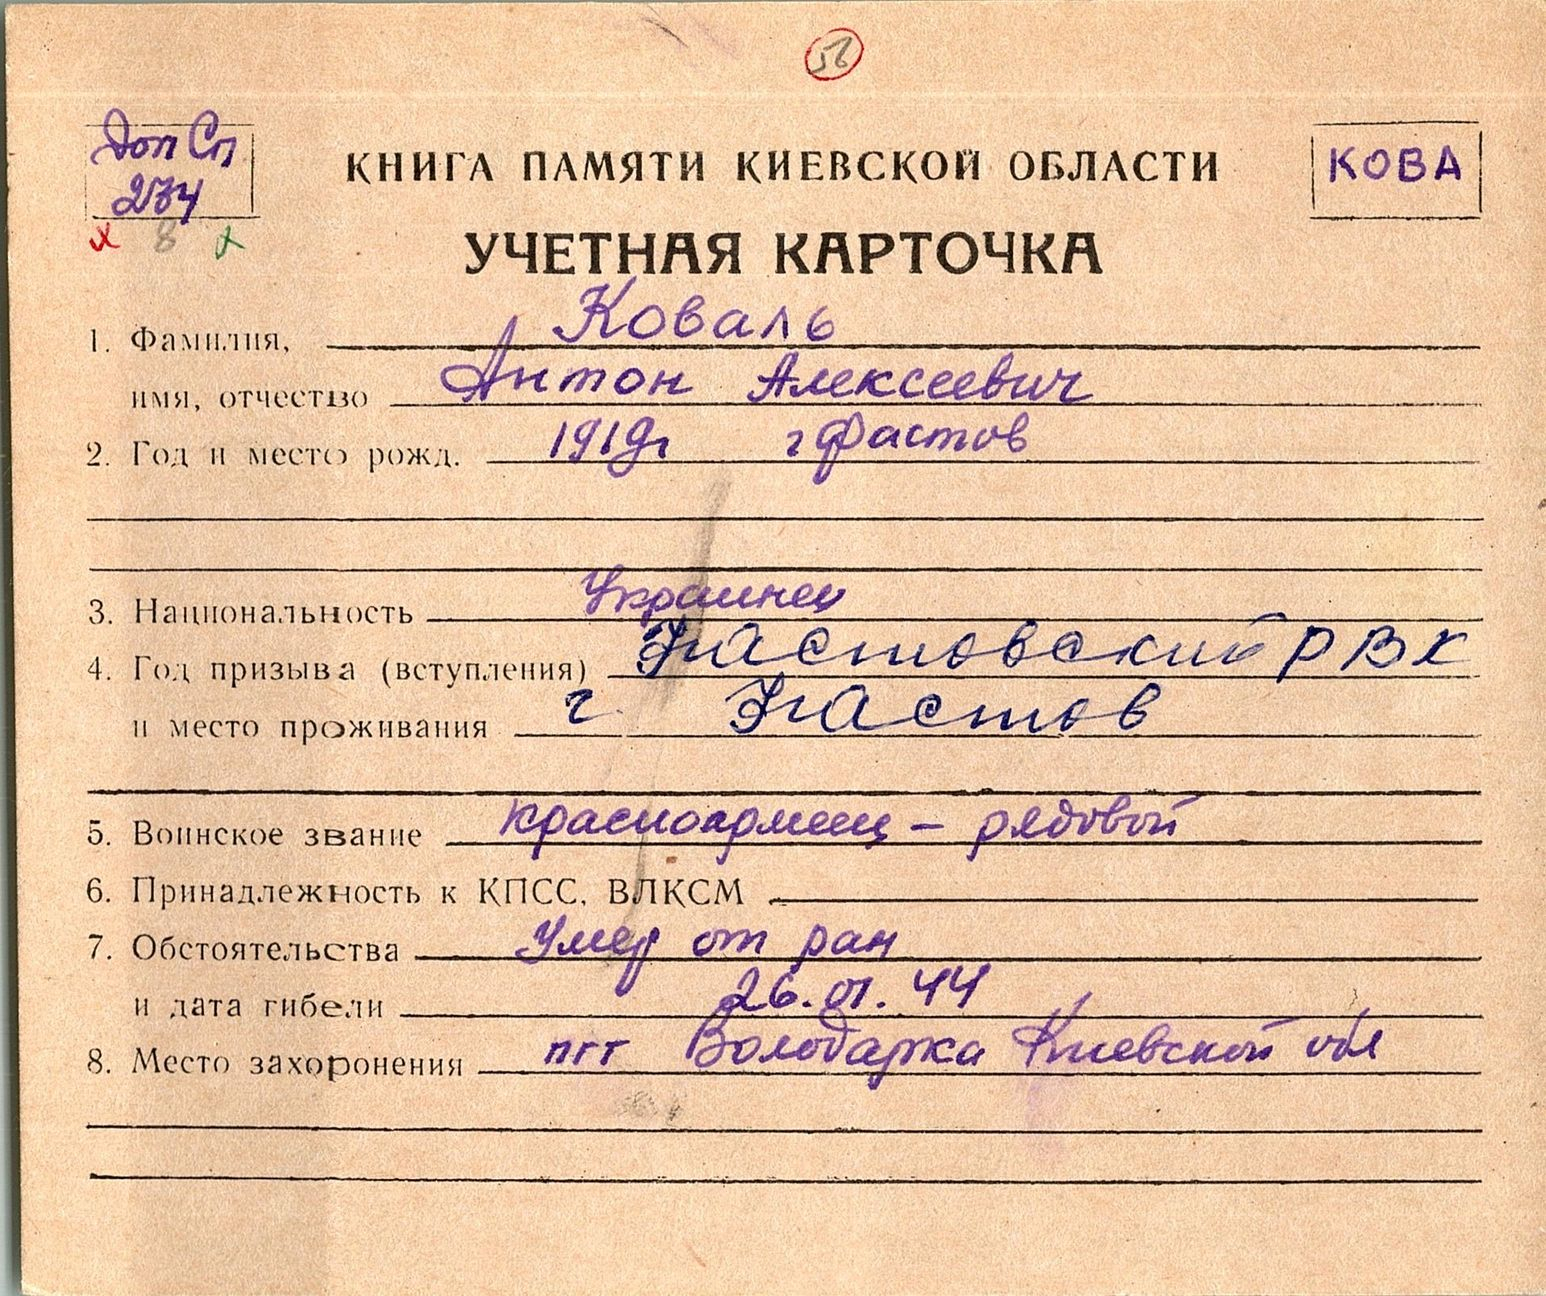 56
Доп Сп
274
8
КНИГА ПАМЯТИ КИЕВСКОЙ ОБЛАСТИ
КОВА
УЧЕТНАЯ КАРТОЧКА
1. Фамилия, Коваль
имя, отчество Антон Алексеевич
2. Год и место рожд. 1919г г Фастов
3. Национальность Украинец
4. Год призыва (вступления) Фастовский РВК
и место проживания г. Фастов
5. Воинское звание красноармеец – рядовой
6. Принадлежность к КПСС, ВЛКСМ
7. Обстоятельства Умер от ран
и дата гибели 26.01.44
8. Место захоронения пгт Володарка Киевской обл